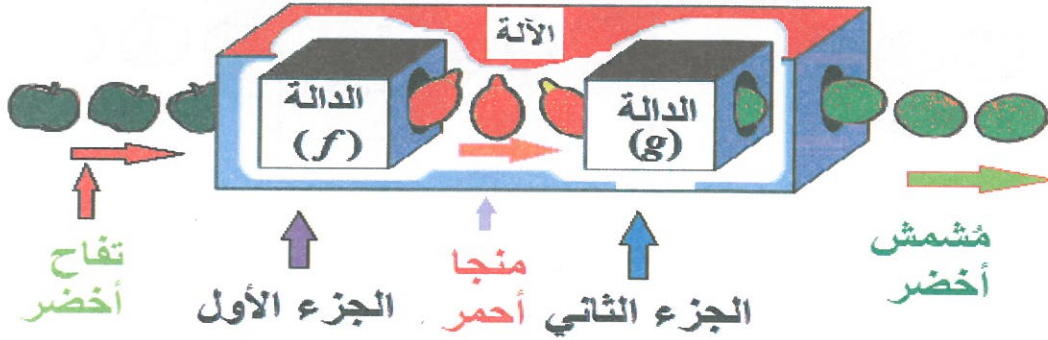 الآلة
الدالة
(f)
الدالة
(g)
تفاح
أخضر
الجزء الأول
منجا
أحمر
الجزء الثاني
مُشمش
أخضر